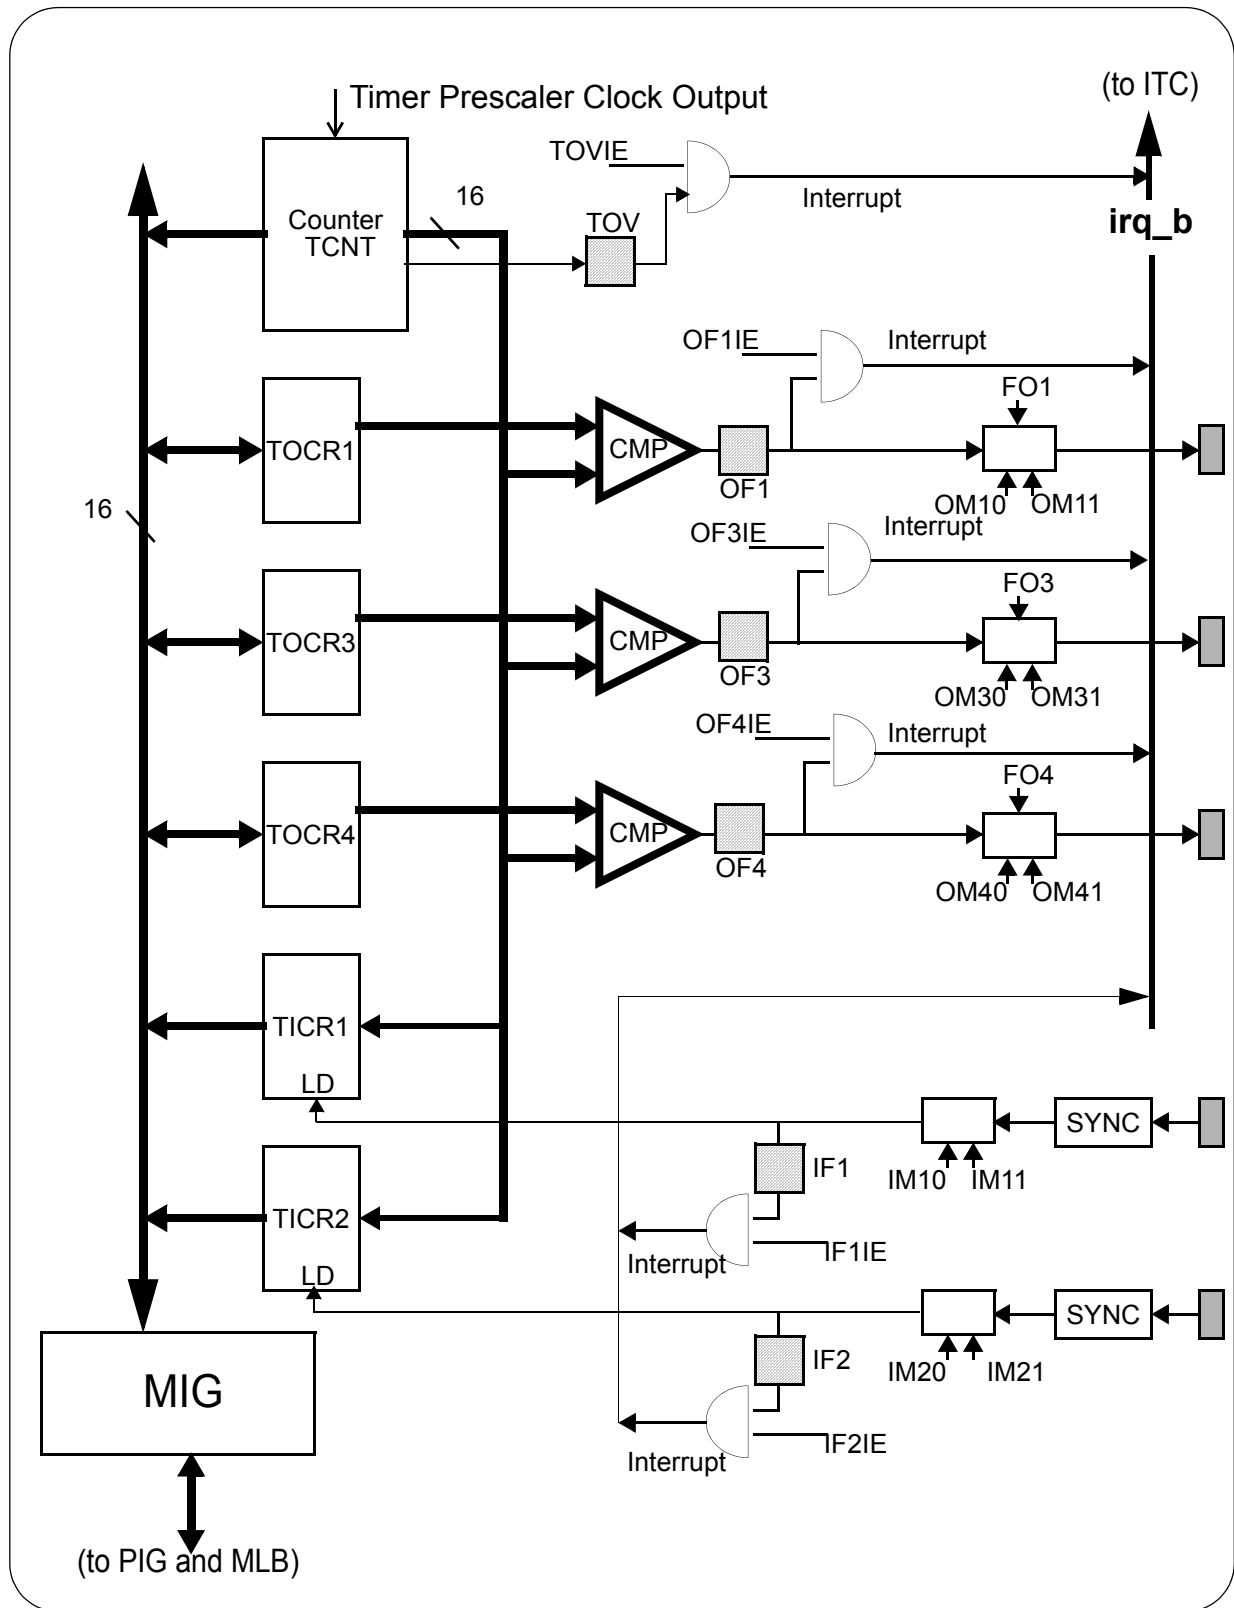 (to ITC)
Timer Prescaler Clock Output
TOVIE
16
Interrupt
Counter
TCNT
TOV
irq_b
OF1IE
Interrupt
FO1
TOCR1
CMP
OF1
OM10
OM11
16
OF3IE
Interrupt
FO3
TOCR3
CMP
OF3
OM30
OM31
OF4IE
Interrupt
FO4
TOCR4
CMP
OF4
OM40
OM41
TICR1
LD
SYNC
IF1
IM10
IM11
TICR2
IF1IE
Interrupt
LD
SYNC
IF2
IM20
IM21
MIG
IF2IE
Interrupt
(to PIG and MLB)